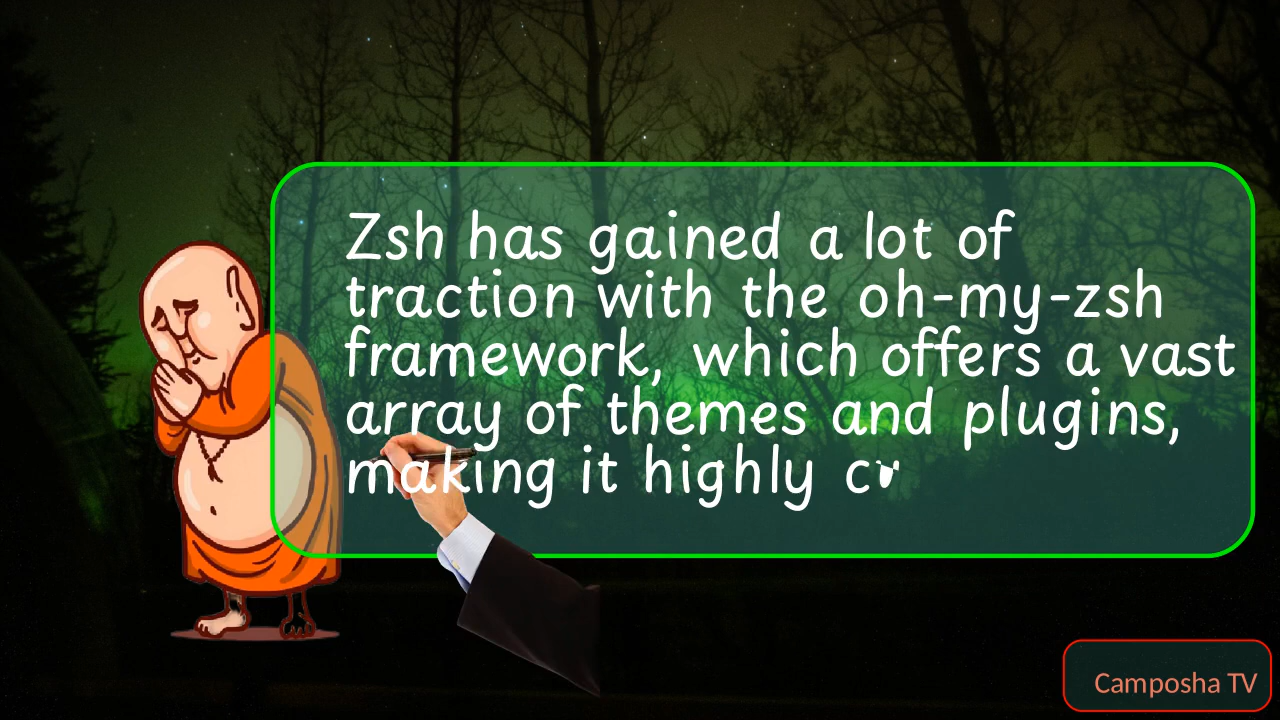 Zsh has gained a lot of
traction with the oh-my-zsh
framework, which offers a vast
array of themes and plugins,
making it highly
Camposha TV